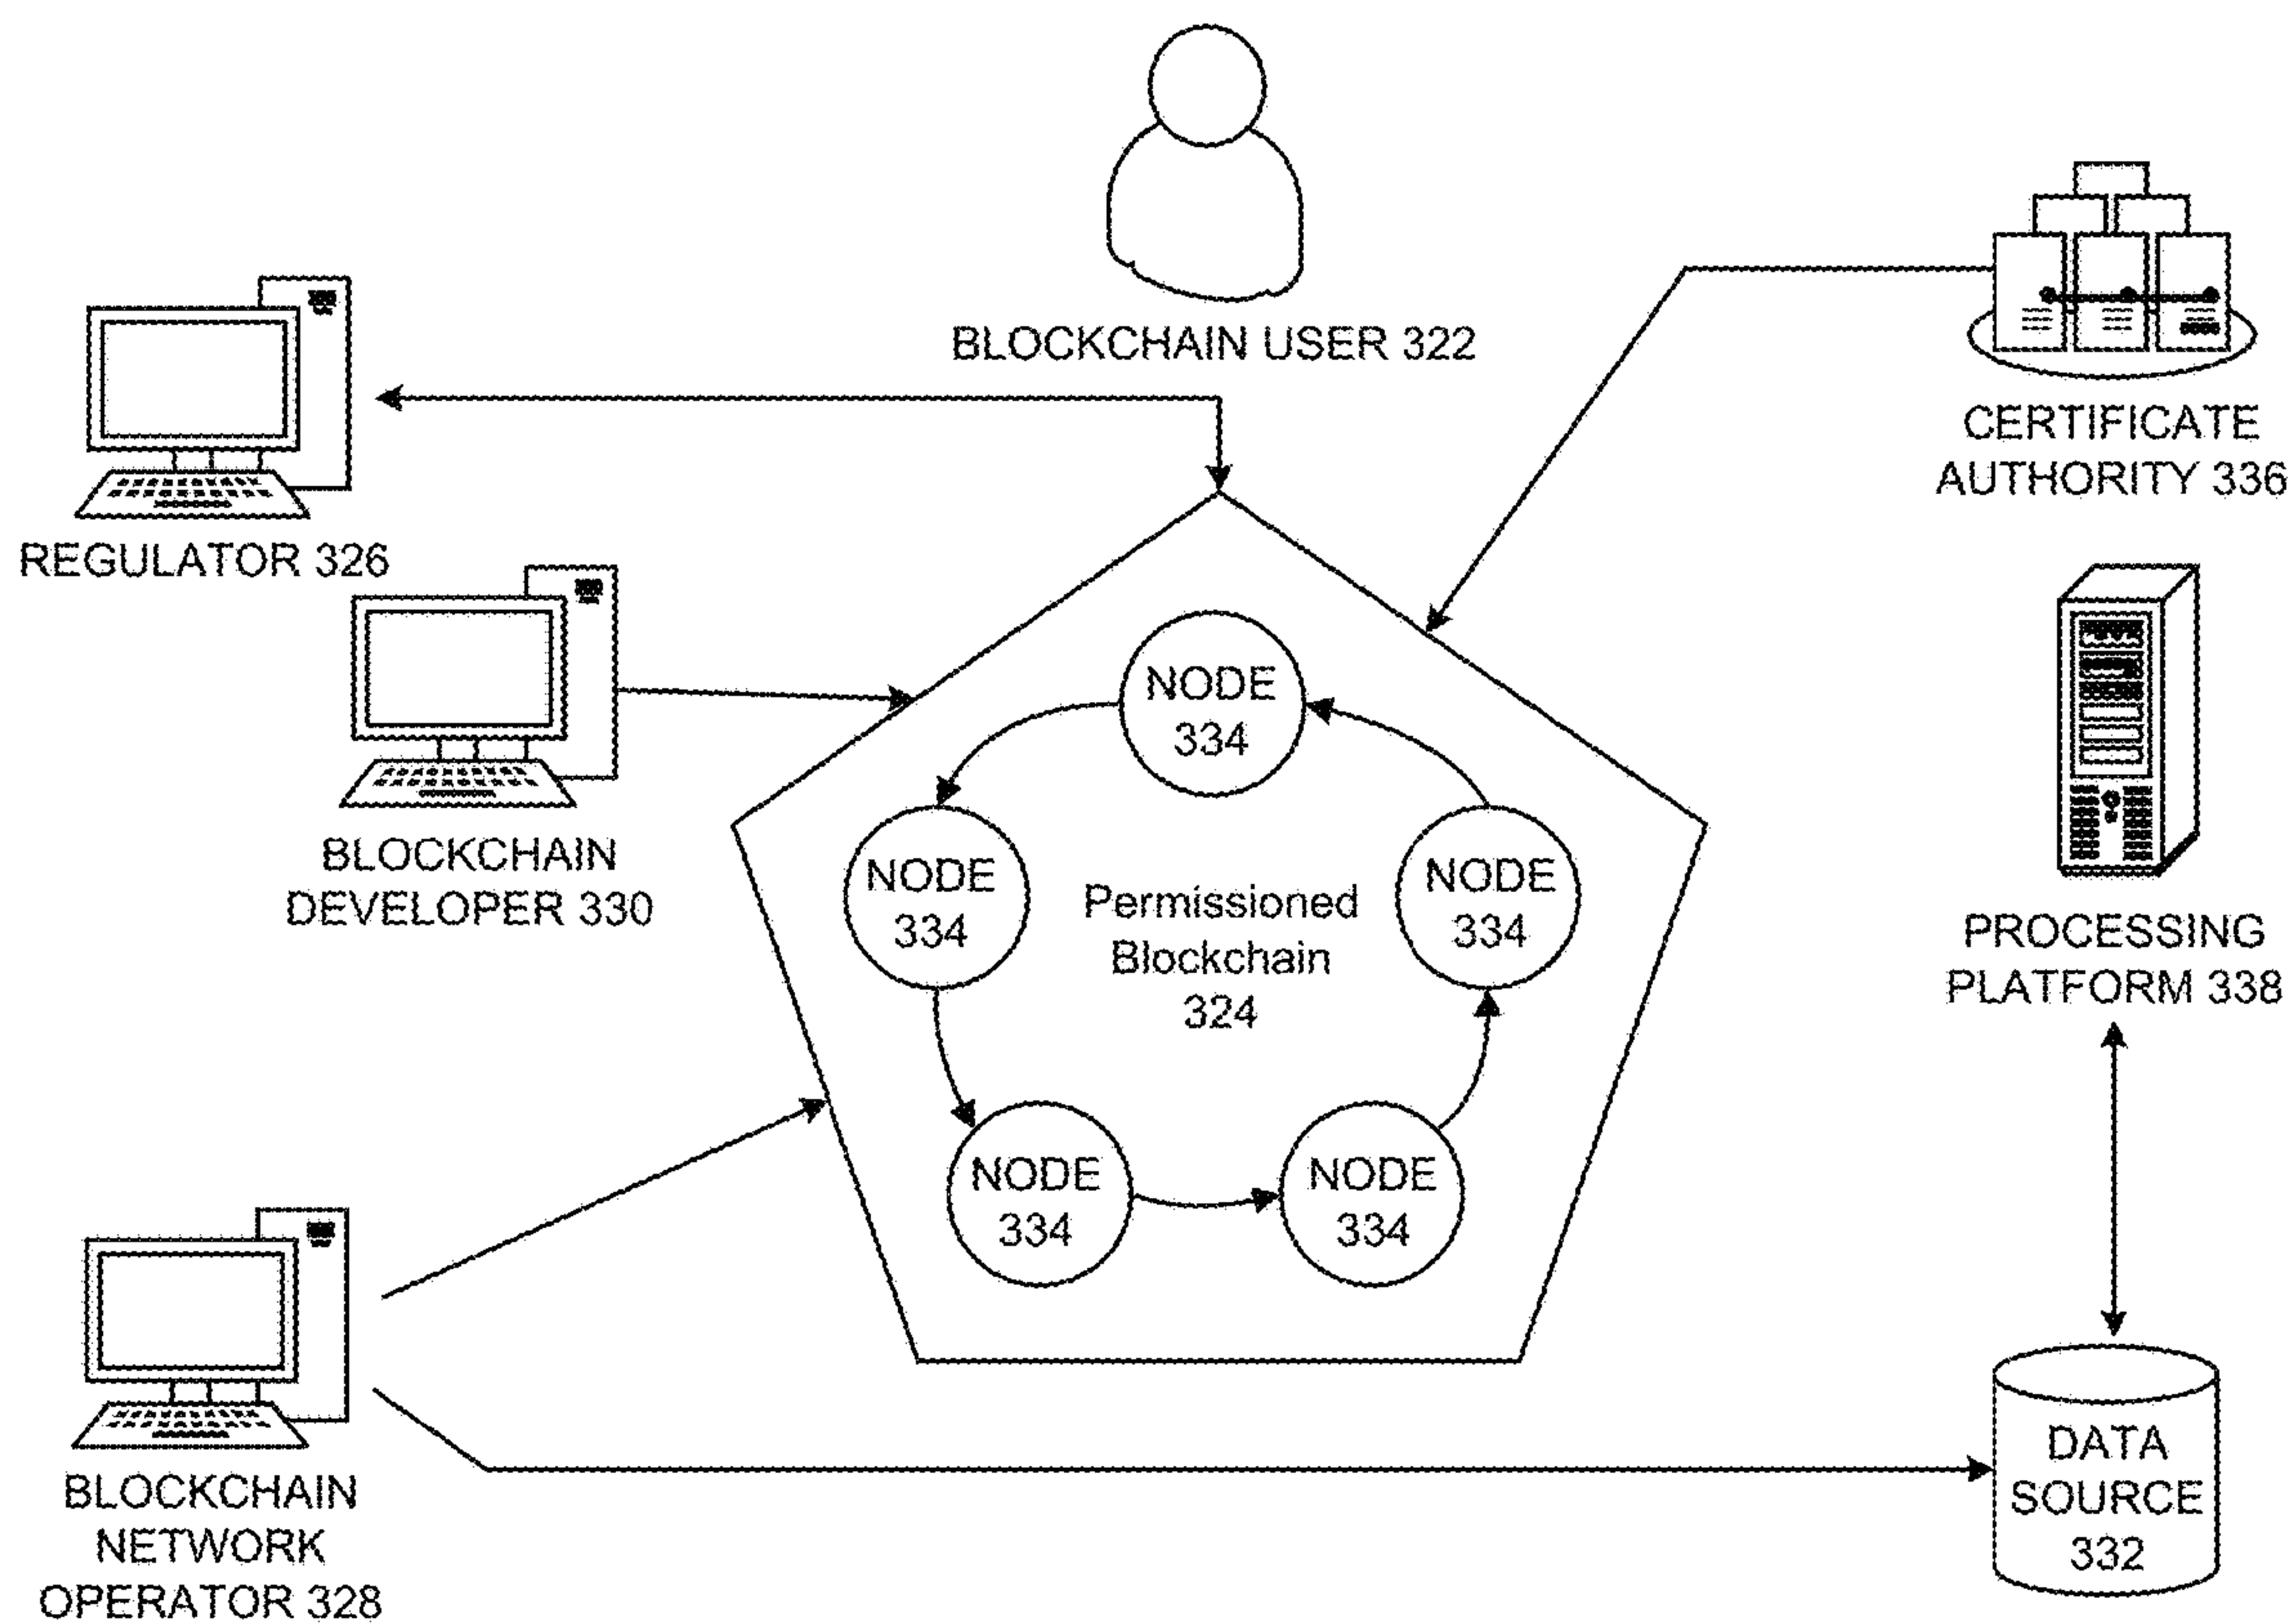 BLOCKCHAIN USER 322
CERTIFICATE
AUTHORITY 336
REGULATOR 326
NODE
334
BLOCKCHAIN
DEVELOPER 330
NODE
334
Permissioned
Blockchain
324
NODE
334
PROCESSING
PLATFORM 338
NODE
334
NODE
334
BLOCKCHAIN
NETWORK
OPERATOR 328
DATA
SOURCE
332